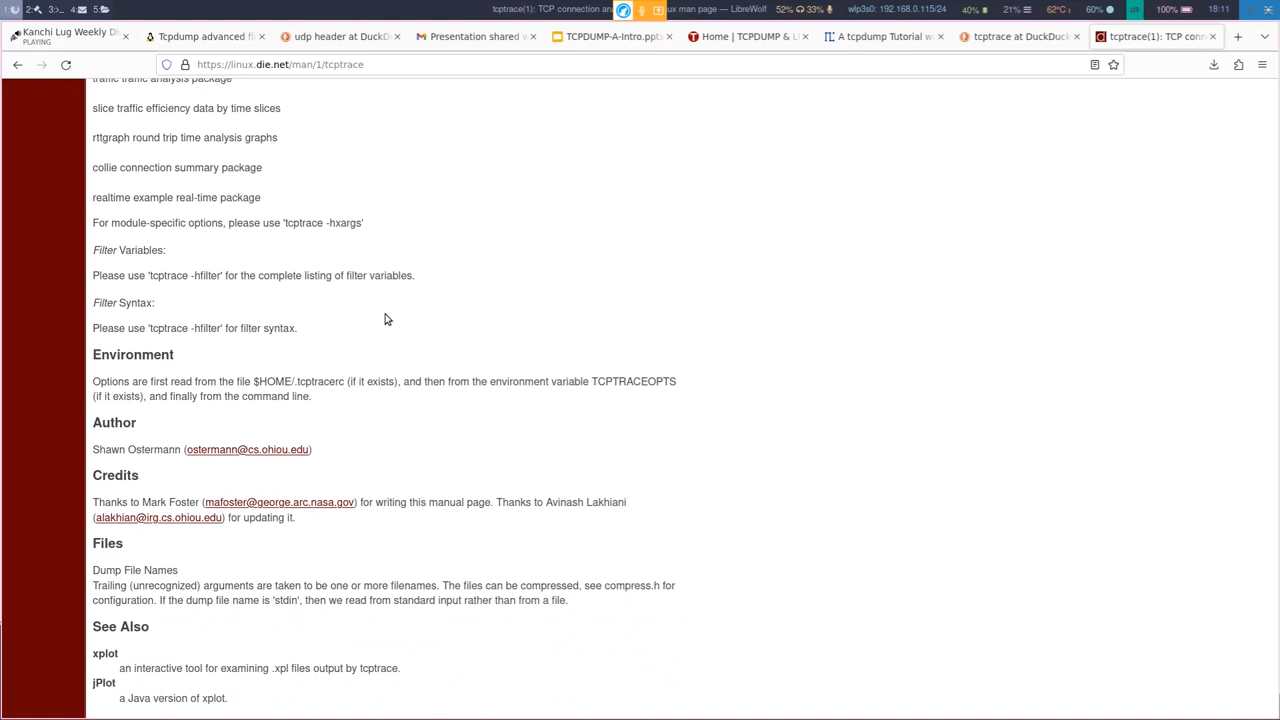 tcptrace(1): TCP connection ana
ux man page — LibreWolf
52%
33%
wlp3s0: 192.168.0.115/24
40%
21%
62%
60%
100%
18:11
Kanchi Lug Weekly Di
PLAYING
Tcpdump advanced fi
udp header at DuckD
Presentation shared w
TCPDUMP-A-Intro.pptx
Home | TCPDUMP & LI
A tcpdump Tutorial wi
tcptrace at DuckDuck
tcptrace(1): TCP conn
https://linux.die.net/man/1/tcptrace
traffic traffic analysis package
slice traffic efficiency data by time slices
rttgraph round trip time analysis graphs
collie connection summary package
realtime example real-time package
For module-specific options, please use 'tcptrace -hxargs'
Filter Variables:
Please use 'tcptrace -hfilter' for the complete listing of filter variables.
Filter Syntax:
Please use 'tcptrace -hfilter' for filter syntax.
Environment
Options are first read from the file $HOME/.tcptracerc (if it exists), and then from the environment variable TCPTRACEOPTS
(if it exists), and finally from the command line.
Author
Shawn Ostermann (ostermann@cs.ohiou.edu)
Credits
Thanks to Mark Foster (mafoster@george.arc.nasa.gov) for writing this manual page. Thanks to Avinash Lakhiani
(alakhian@irg.cs.ohiou.edu) for updating it.
Files
Dump File Names
Trailing (unrecognized) arguments are taken to be one or more filenames. The files can be compressed, see compress.h for
configuration. If the dump file name is 'stdin', then we read from standard input rather than from a file.
See Also
xplot
an interactive tool for examining .xpl files output by tcptrace.
jPlot
a Java version of xplot.